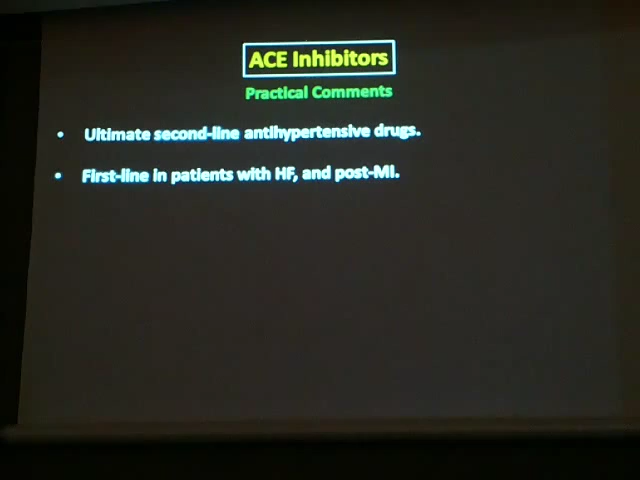 ACE Inhibitors
Practical Comments
• Ultimate second-line antihypertensive drugs.
• First-line in patients with HF, and post-MI.